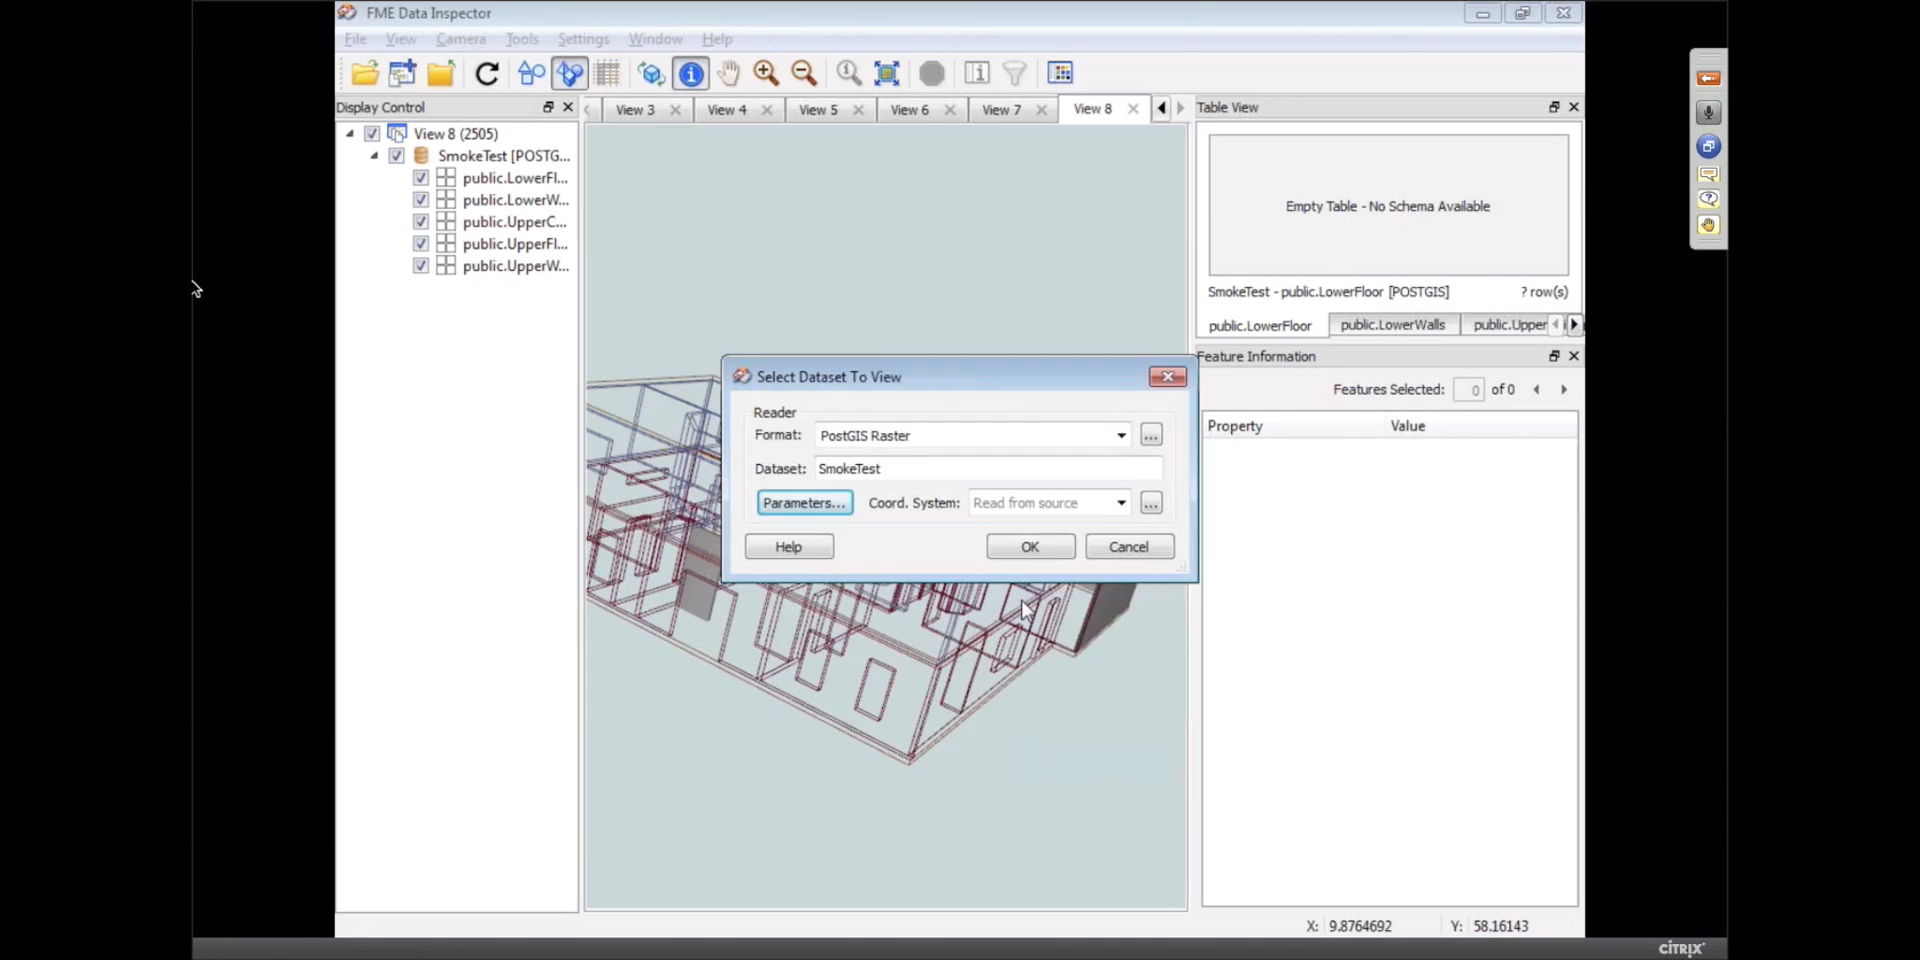 FME Data Inspector
File View Camera Tools Settings Window Help
Display Control
View 3 View 4 View 5 View 6 View 7 View 8
Table View
View 8 (2505)
SmokeTest [POSTG...
public.LowerFl...
public.LowerW...
public.UpperC...
public.UpperFl...
public.UpperW...
Empty Table - No Schema Available
SmokeTest - public.LowerFloor [POSTGIS] ? row(s)
public.LowerFloor public.LowerWalls public.Upper
Feature Information
Features Selected: 0 of 0
Property Value
Select Dataset To View
Reader
Format: PostGIS Raster ...
Dataset: SmokeTest
Parameters... Coord. System: Read from source ...
Help OK Cancel
X: 9.8764692 Y: 58.16143
CITRIX